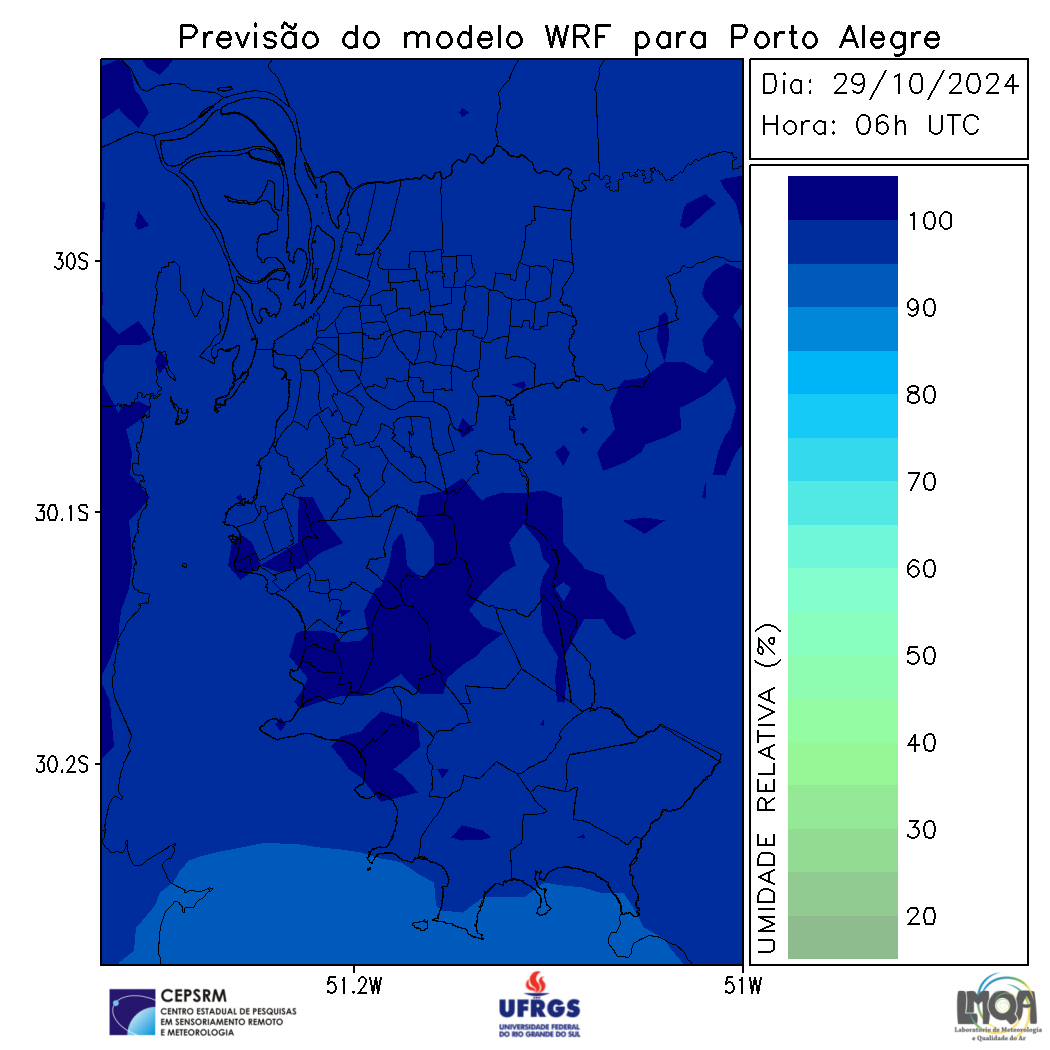 Previsão do modelo WRF para Porto Alegre
Dia: 29/10/2024
Hora: 06h UTC
30S
30.1S
30.2S
51.2W
51W
100
90
80
70
60
50
40
30
20
UMIDADE RELATIVA (%)
CEPSRM
CENTRO ESTADUAL DE PESQUISAS
EM SENSORIAMENTO REMOTO
E METEOROLOGIA
UFRGS
UNIVERSIDADE FEDERAL
DO RIO GRANDE DO SUL
LMQA
Laboratório de Meteorologia
e Qualidade do Ar